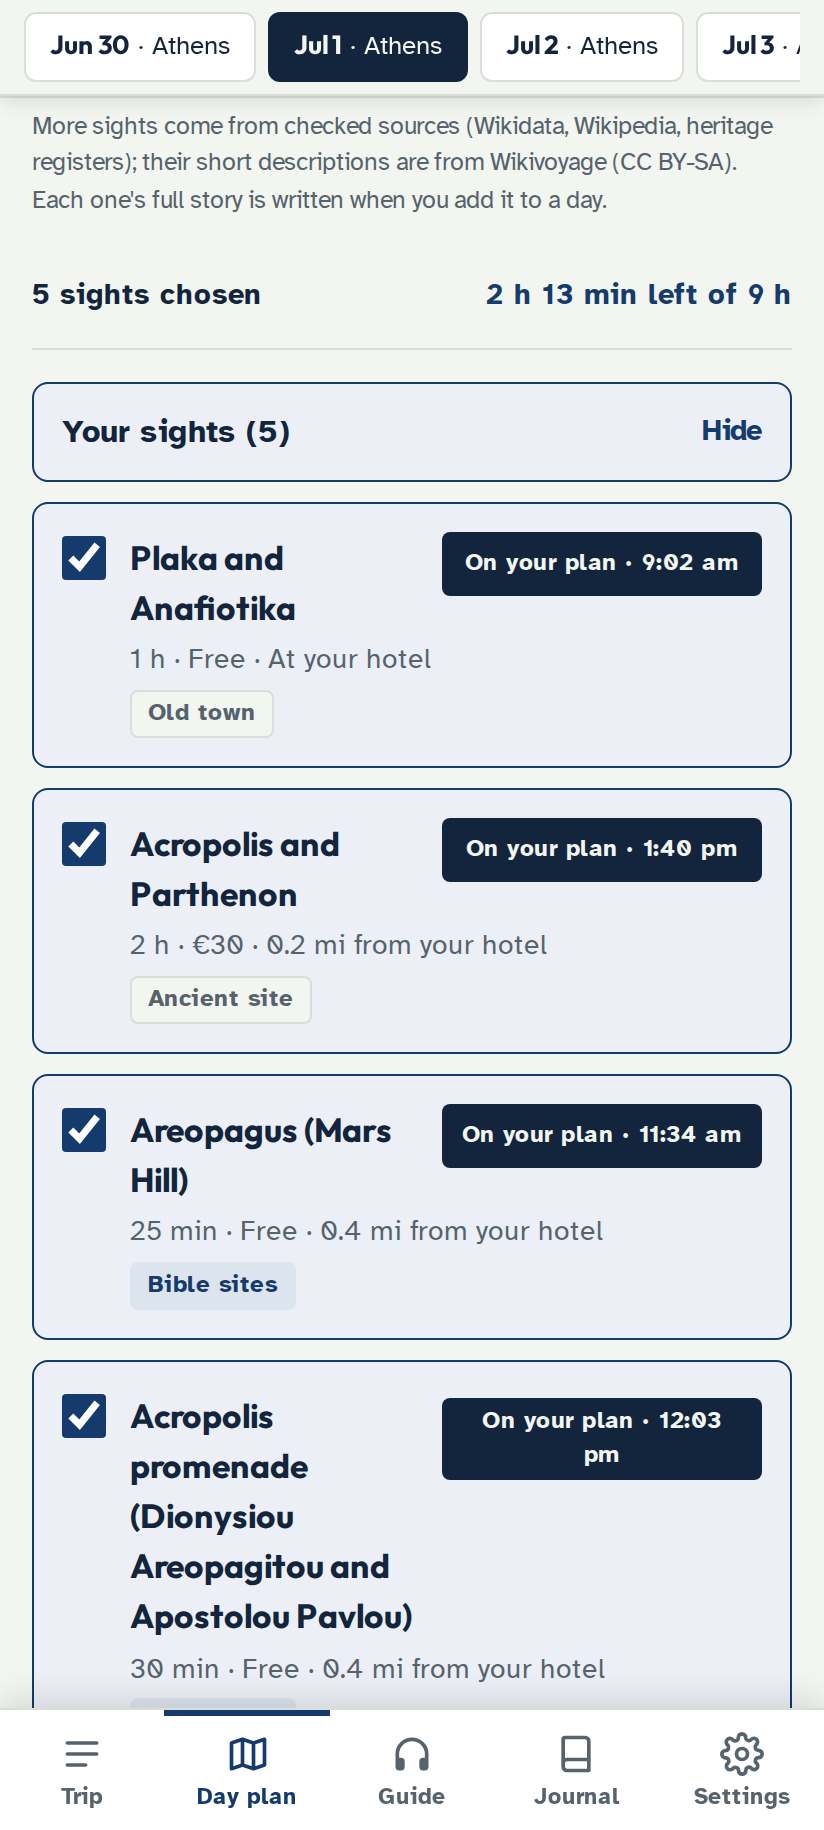 Jun 30 · Athens
Jul 1 · Athens
Jul 2 · Athens
Jul 3 ·
More sights come from checked sources (Wikidata, Wikipedia, heritage
registers); their short descriptions are from Wikivoyage (CC BY-SA).
Each one's full story is written when you add it to a day.
5 sights chosen
2 h 13 min left of 9 h
Your sights (5)
Hide
Plaka and
Anafiotika
On your plan • 9:02 am
1 h · Free · At your hotel
Old town
Acropolis and
Parthenon
On your plan • 1:40 pm
2 h · €30 · 0.2 mi from your hotel
Ancient site
Areopagus (Mars
Hill)
On your plan • 11:34 am
25 min · Free · 0.4 mi from your hotel
Bible sites
Acropolis
promenade
(Dionysiou
Areopagitou and
Apostolou Pavlou)
On your plan • 12:03
pm
30 min · Free · 0.4 mi from your hotel
Trip
Day plan
Guide
Journal
Settings